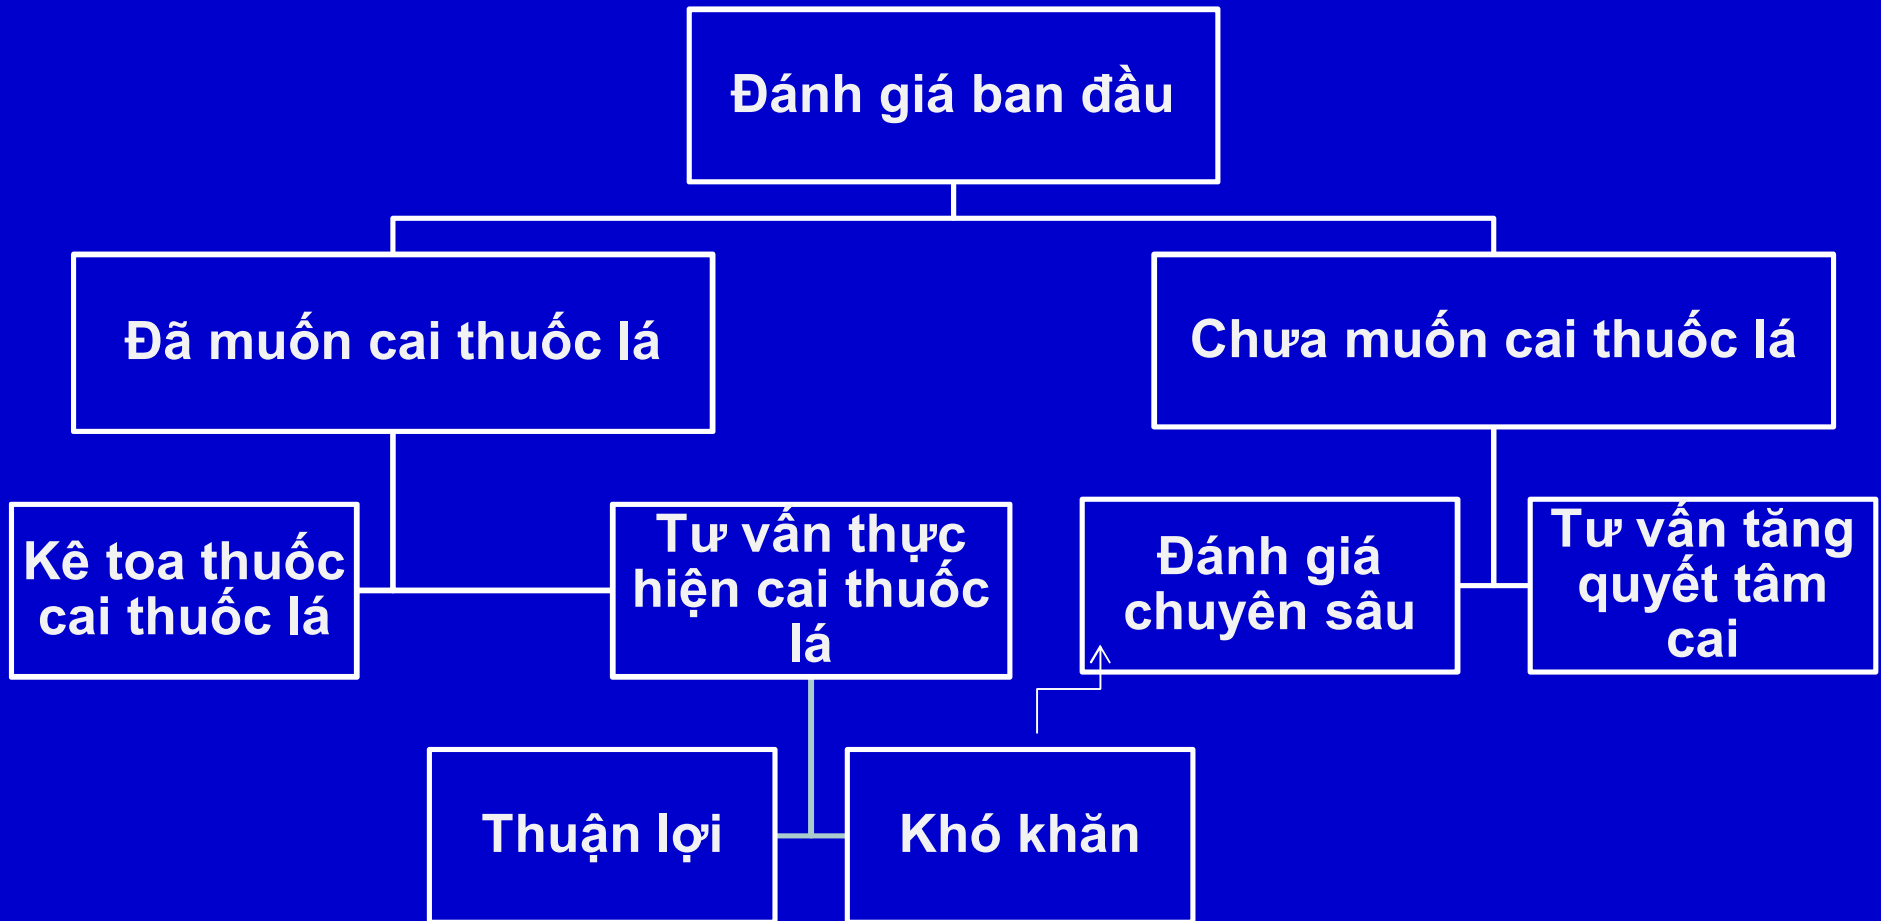 Đánh giá ban đầu
Đã muốn cai thuốc lá
Chưa muốn cai thuốc lá
Kê toa thuốc
cai thuốc lá
Tư vấn thực
hiện cai thuốc
lá
Đánh giá
chuyên sâu
Tư vấn tăng
quyết tâm
cai
Thuận lợi
Khó khăn